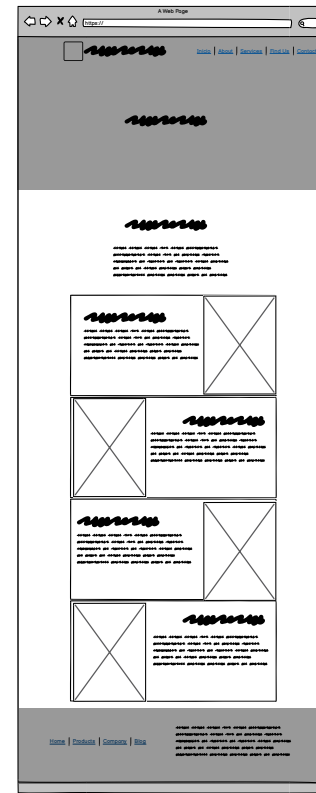 A Web Page
https://
Inicio | About | Services | Find Us | Contact
Home | Products | Company | Blog